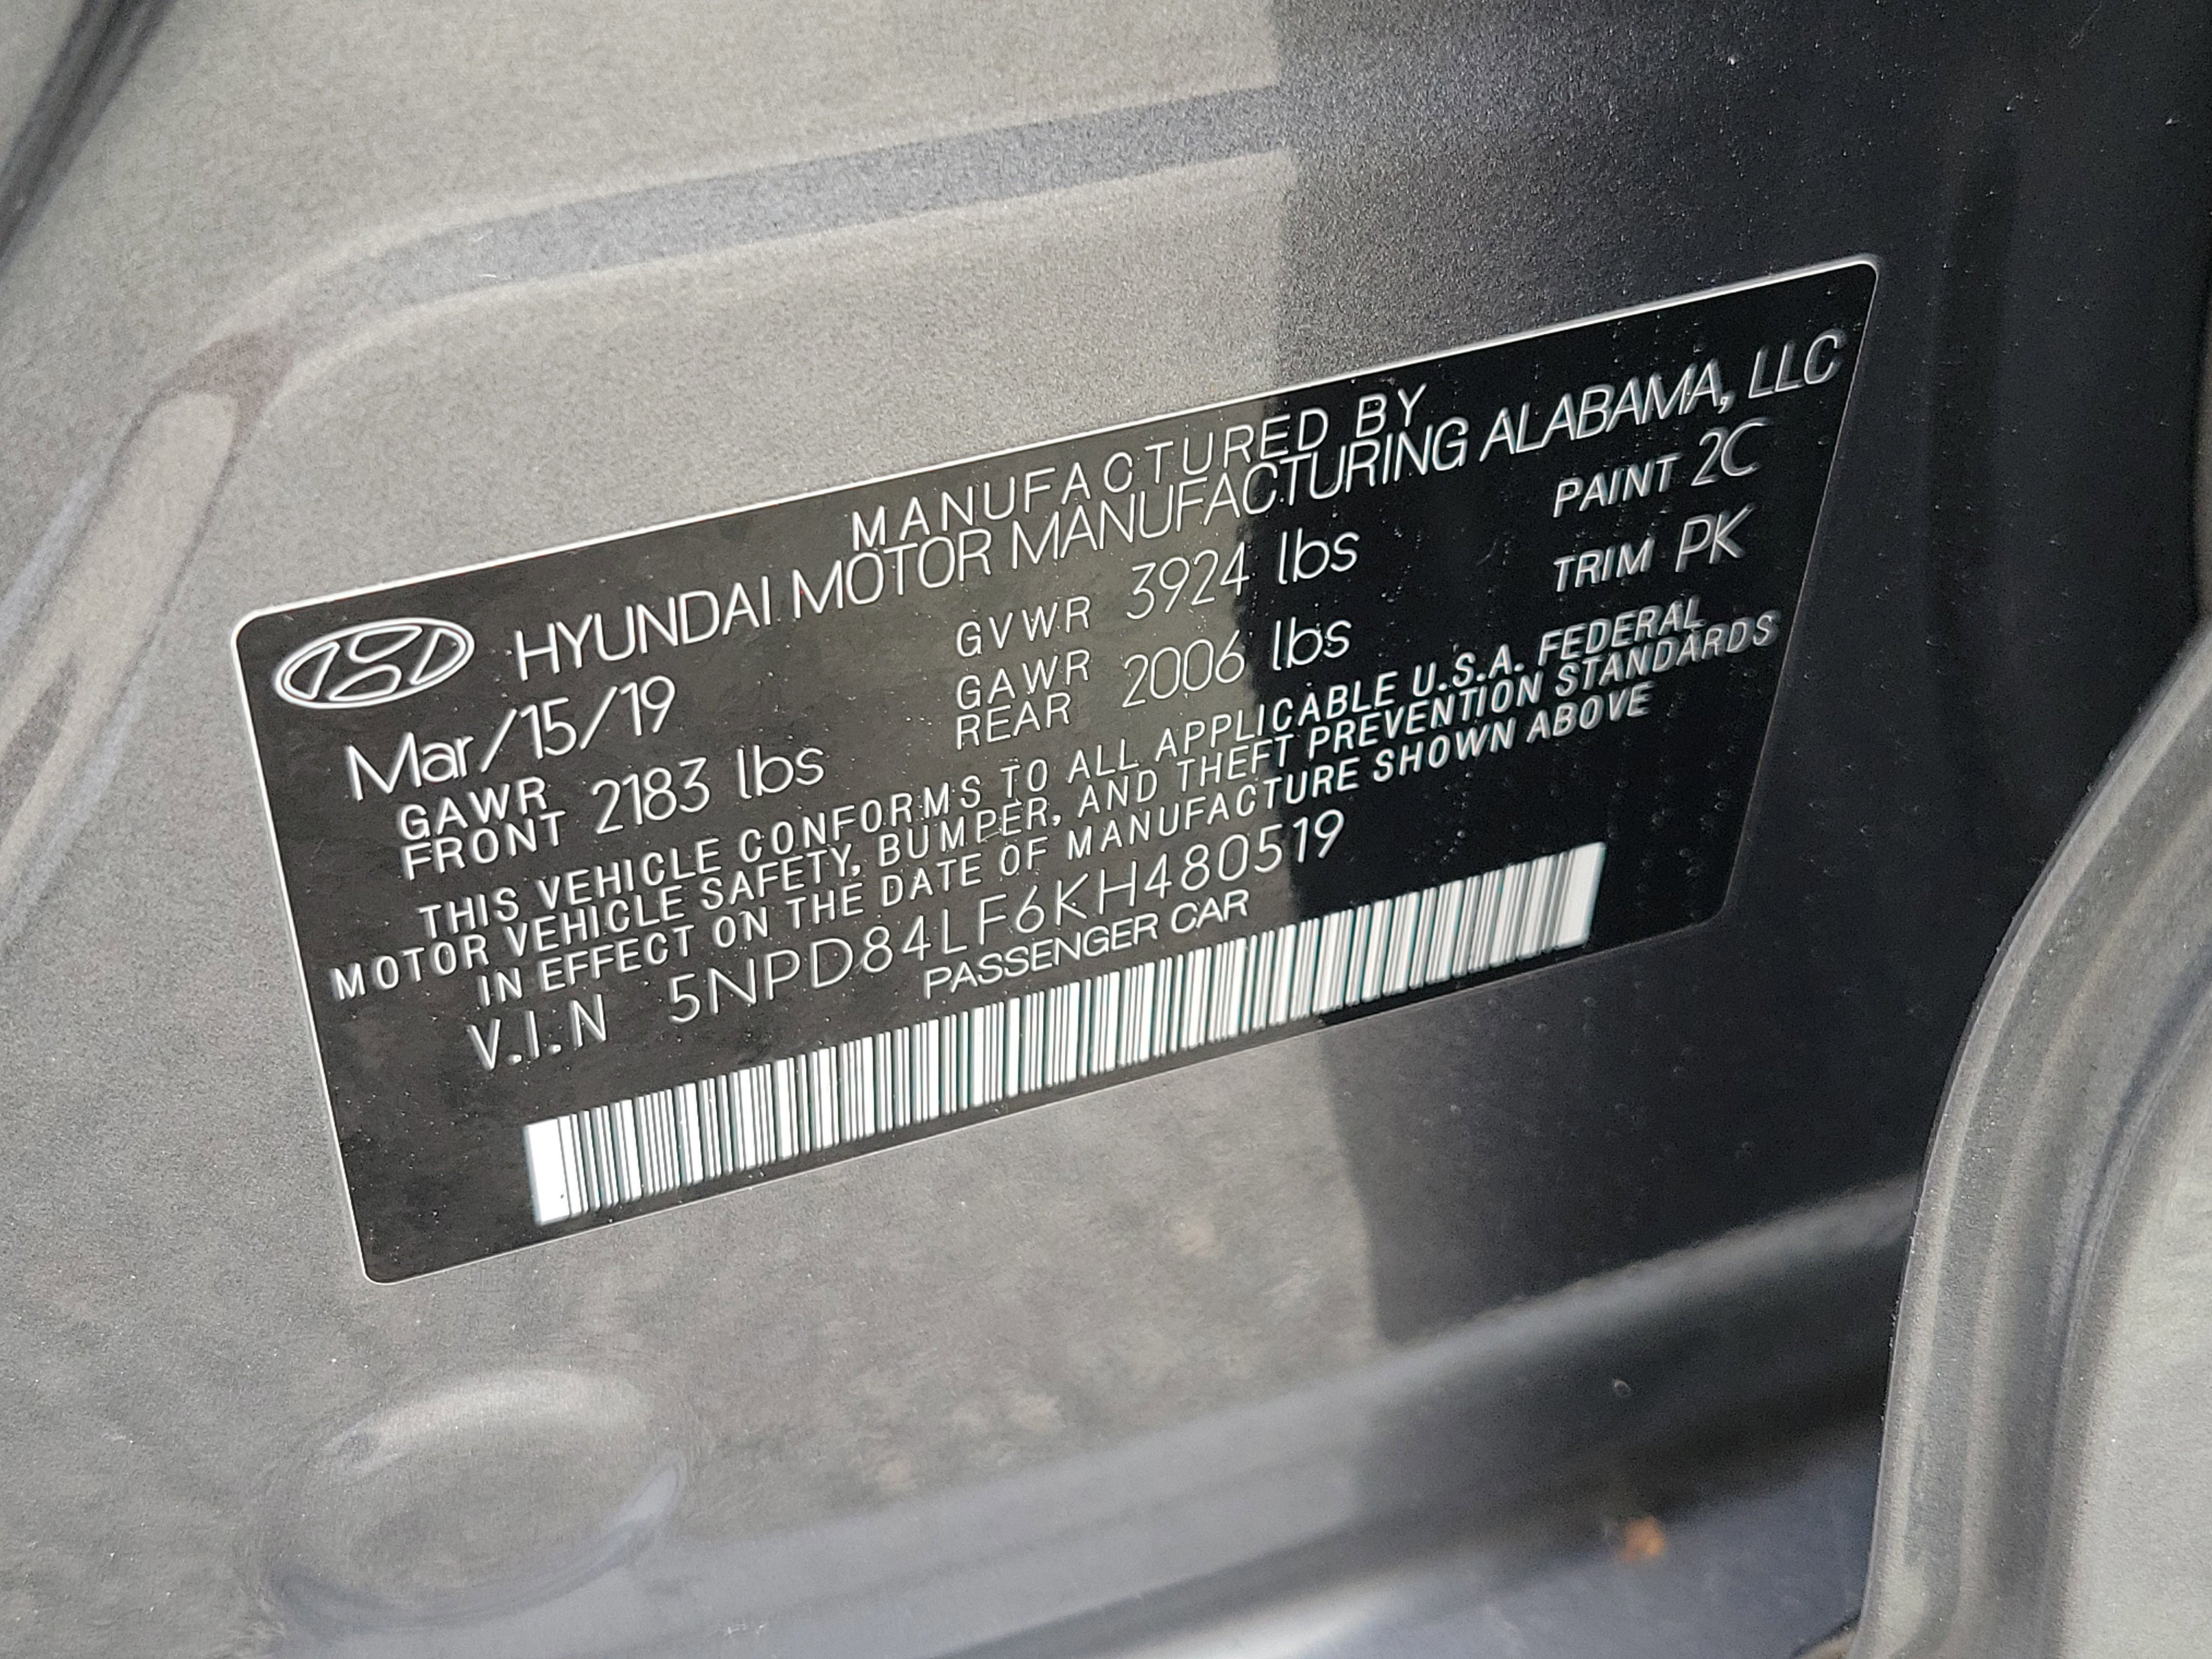 MANUFACTURED BY
HYUNDAI MOTOR MANUFACTURING ALABAMA, LLC
Mar/15/19 GVWR 3924 lbs PAINT 2C
GAWR FRONT 2183 lbs GAWR REAR 2006 lbs TRIM PK
THIS VEHICLE CONFORMS TO ALL APPLICABLE U.S.A. FEDERAL
MOTOR VEHICLE SAFETY, BUMPER, AND THEFT PREVENTION STANDARDS
IN EFFECT ON THE DATE OF MANUFACTURE SHOWN ABOVE
V.I.N 5NPD84LF6KH480519
PASSENGER CAR